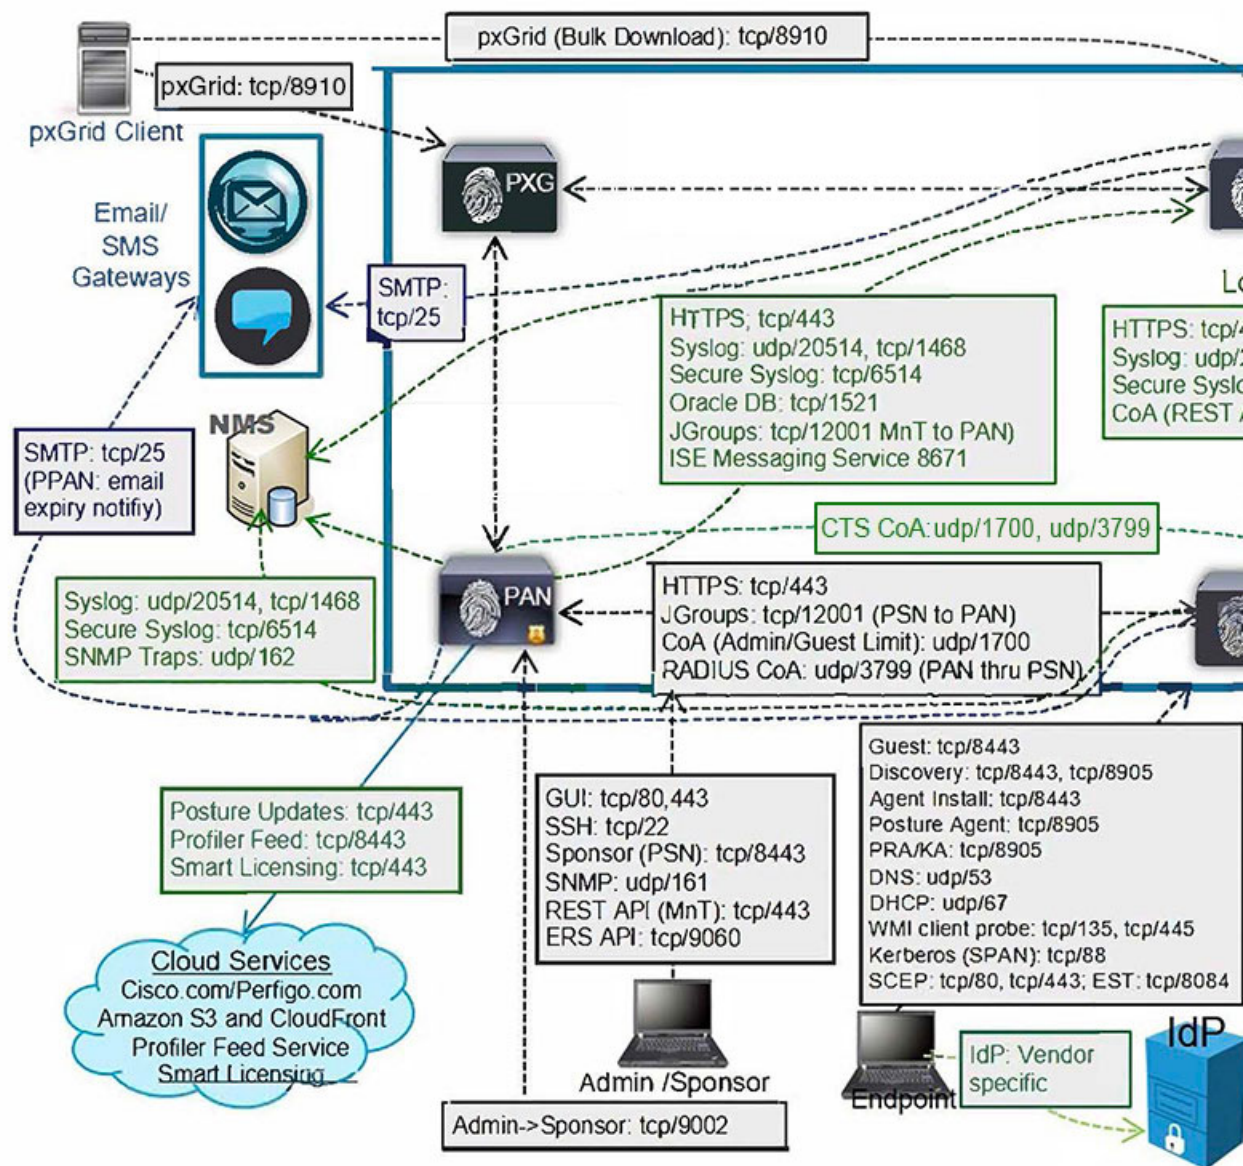 pxGrid (Bulk Download): tcp/8910
pxGrid: tcp/8910
pxGrid Client
PXG
Email/
SMS
Gateways
SMTP:
tcp/25
HTTPS; tcp/443
Syslog: udp/20514, tcp/1468
Secure Syslog: tcp/6514
Oracle DB: tcp/1521
JGroups: tcp/12001 MnT to PAN)
ISE Messaging Service 8671
Lo
HTTPS: tcp/4
Syslog: udp/2
Secure Syslo
CoA (REST A
NMS
SMTP: tcp/25
(PPAN: email
expiry notifiy)
CTS CoA:udp/1700, udp/3799
PAN
HTTPS: tcp/443
JGroups: tcp/12001 (PSN to PAN)
CoA (Admin/Guest Limit): udp/1700
RADIUS CoA: udp/3799 (PAN thru PSN)
Syslog: udp/20514, tcp/1468
Secure Syslog: tcp/6514
SNMP Traps: udp/162
Posture Updates: tcp/443
Profiler Feed: tcp/8443
Smart Licensing: tcp/443
GUI: tcp/80,443
SSH: tcp/22
Sponsor (PSN): tcp/8443
SNMP: udp/161
REST API (MnT): tcp/443
ERS API: tcp/9060
Guest: tcp/8443
Discovery: tcp/8443, tcp/8905
Agent Install: tcp/8443
Posture Agent: tcp/8905
PRA/KA: tcp/8905
DNS: udp/53
DHCP: udp/67
WMI client probe: tcp/135, tcp/445
Kerberos (SPAN): tcp/88
SCEP: tcp/80, tcp/443; EST: tcp/8084
Cloud Services
Cisco.com/Perfigo.com
Amazon S3 and CloudFront
Profiler Feed Service
Smart Licensing
Admin /Sponsor
Admin->Sponsor: tcp/9002
Endpoint
IdP: Vendor
specific
IdP